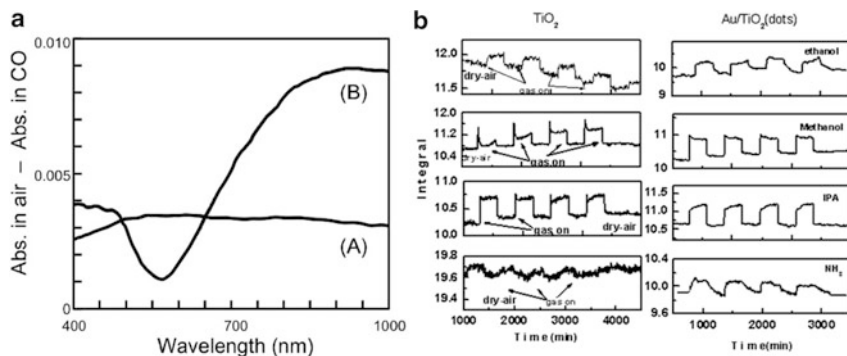 a
0.010
0.005
0
Abs. in air – Abs. in CO
(B)
(A)
400
700
1000
Wavelength (nm)
b
TiO2
Au/TiO2(dots)
Integral
12.0
11.5
dry-air
gas on
12.0
11.2
10.4
dry-air
gas on
11.0
10.5
10.0
gas on
dry-air
19.8
19.6
19.4
dry-air
gas on
1000
2000
3000
4000
Time(min)
ethanol
10
9
Methanol
11
10
IPA
11.5
11.0
10.5
NH3
10.0
9.6
1000
2000
3000
Time(min)